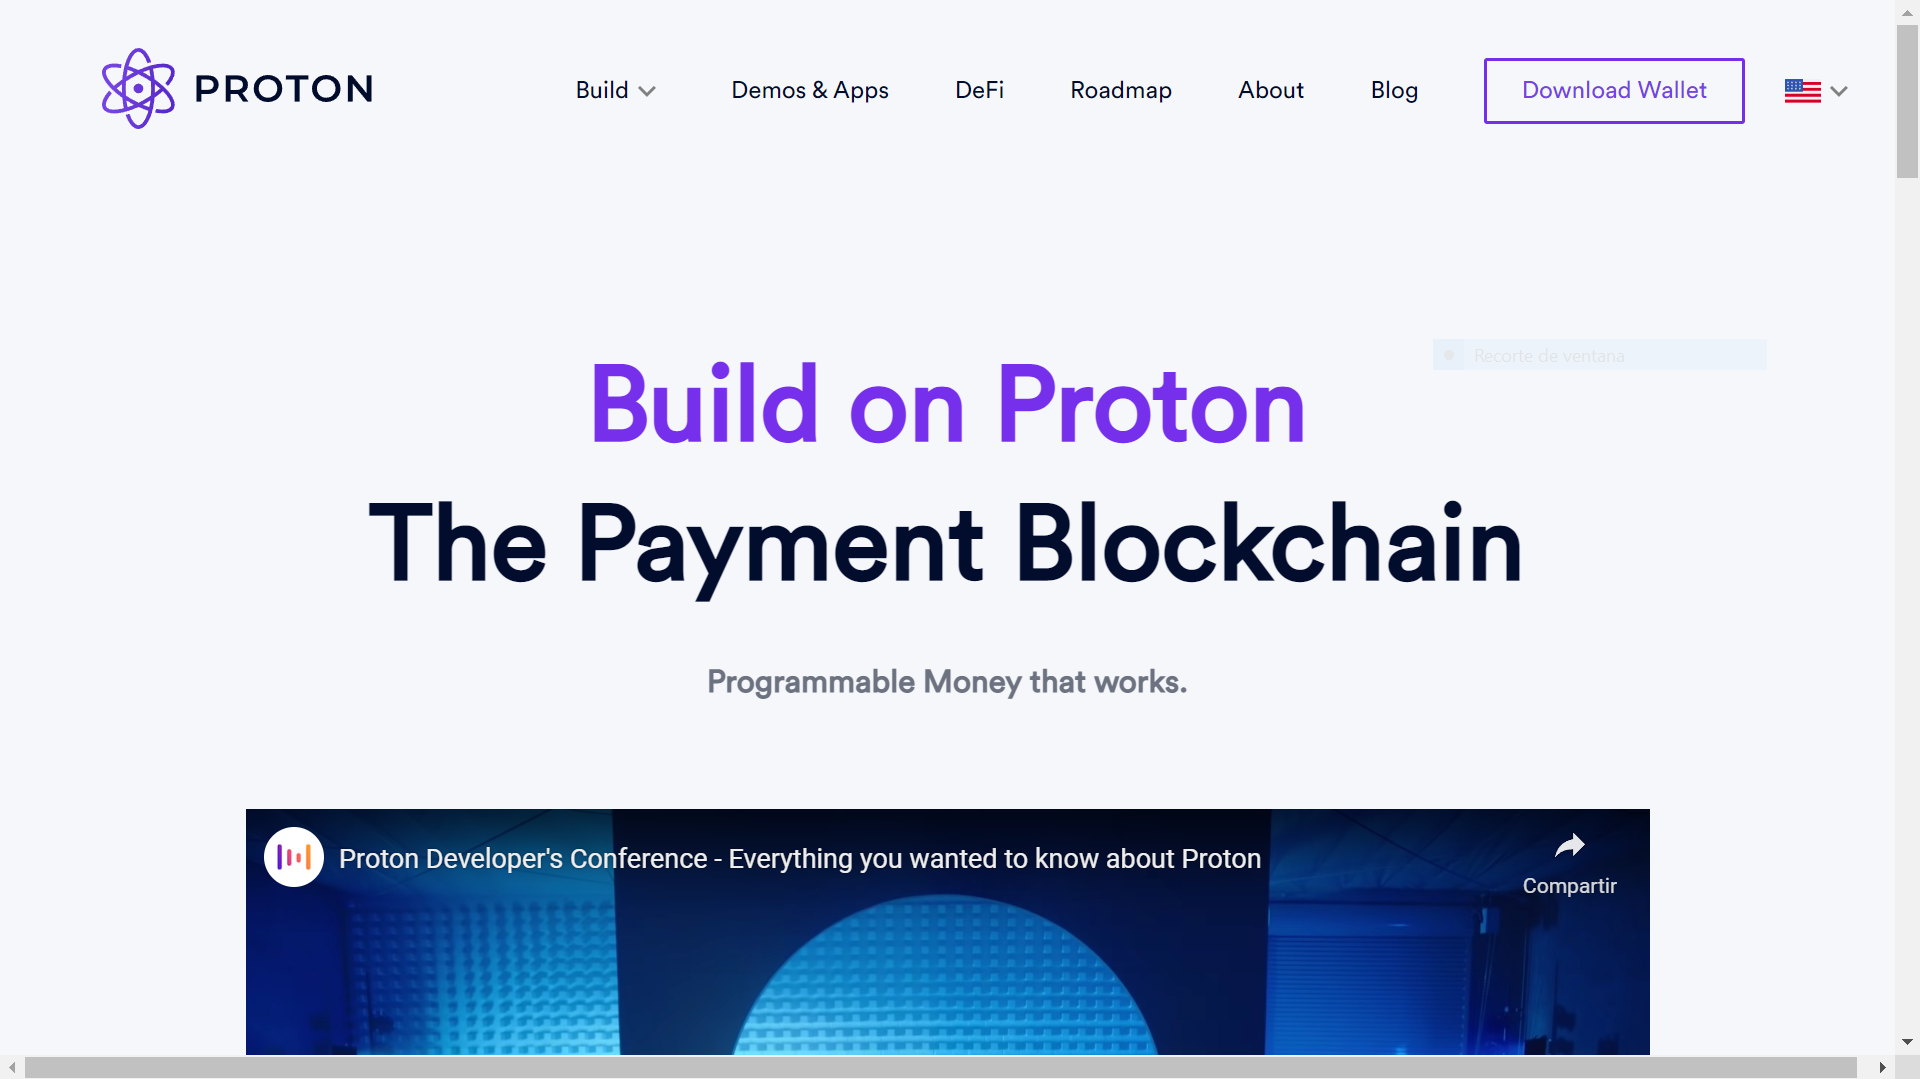 PROTON
Build
Demos & Apps
DeFi
Roadmap
About
Blog
Download Wallet
Recorte de ventana
Build on Proton
The Payment Blockchain
Programmable Money that works.
Proton Developer's Conference - Everything you wanted to know about Proton
Compartir